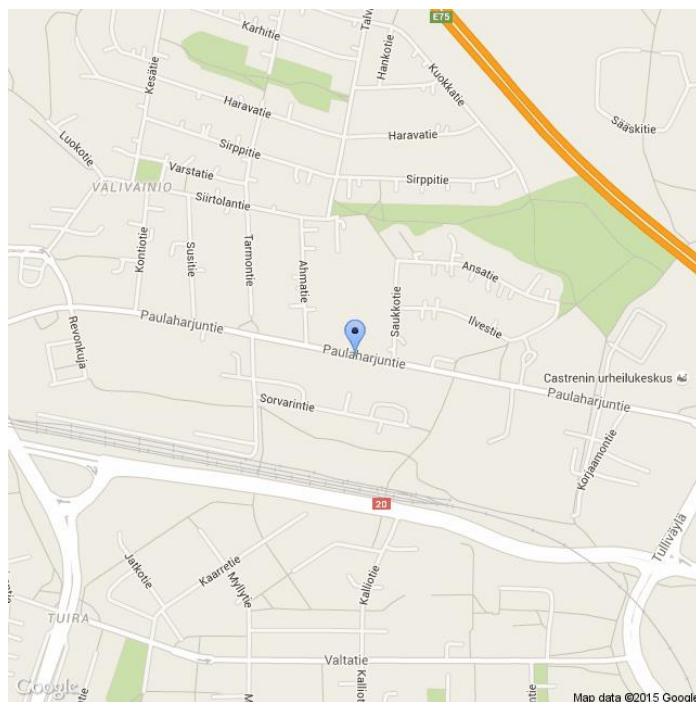 E75
Karhitie
Talvi
Hankotie
Kuokkatie
Kesätie
Haravatie
Haravatie
Sääskitie
Luokotie
Sirppitie
Varstatie
Sirppitie
VÄLIVAINIO
Siirtolantie
Kontiotie
Susitie
Tarmontie
Ahmatie
Saukkotie
Ansatie
Ilvestie
Paulaharjuntie
Revonkuja
Paulaharjuntie
Castrenin urheilukeskus
Paulaharjuntie
Sorvarintie
Korjaamontie
20
Tulliväylä
Jatkotie
Kaarretie
Myllytie
Kalliotie
TUIRA
Valtatie
Kalliot
Google
Map data ©2015 Google